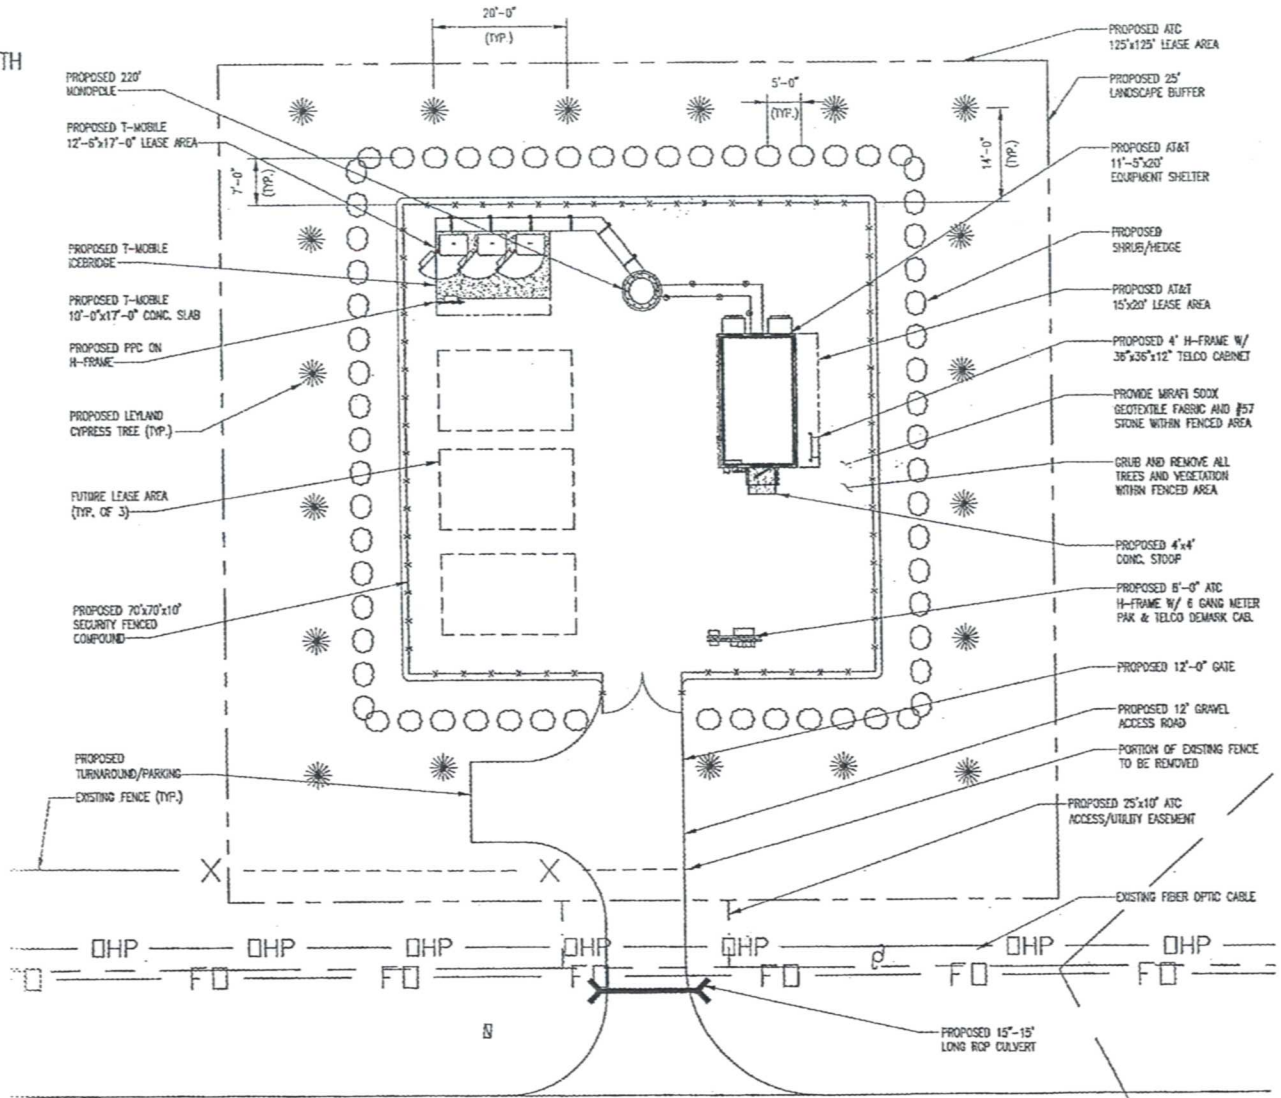 TH
20'-0"
(TYP.)
PROPOSED 220'
MONOPOLE
PROPOSED T-MOBILE
12'-6"x17'-0" LEASE AREA
7'-0"
(TYP.)
PROPOSED T-MOBILE
ICEBRIDGE
PROPOSED T-MOBILE
10'-0"x17'-0" CONC. SLAB
PROPOSED PPC ON
H-FRAME
PROPOSED LEYLAND
CYPRESS TREE (TYP.)
FUTURE LEASE AREA
(TYP. OF 3)
PROPOSED 70'x70'x10'
SECURITY FENCED
COMPOUND
PROPOSED
TURNAROUND/PARKING
EXISTING FENCE (TYP.)
5'-0"
(TYP.)
14'-0"
(TYP.)
PROPOSED ATC
125'x125' LEASE AREA
PROPOSED 25'
LANDSCAPE BUFFER
PROPOSED AT&T
11'-5"x20'
EQUIPMENT SHELTER
PROPOSED
SHRUB/HEDGE
PROPOSED AT&T
15'x20' LEASE AREA
PROPOSED 4' H-FRAME W/
36"x36"x12" TELCO CABINET
PROVIDE MIRAFI 500X
GEOTEXTILE FABRIC AND #57
STONE WITHIN FENCED AREA
GRUB AND REMOVE ALL
TREES AND VEGETATION
WITHIN FENCED AREA
PROPOSED 4'x4'
CONC. STOOP
PROPOSED 8'-0" ATC
H-FRAME W/ 6 GANG METER
PAK & TELCO DEMARK CAB.
PROPOSED 12'-0" GATE
PROPOSED 12' GRAVEL
ACCESS ROAD
PORTION OF EXISTING FENCE
TO BE REMOVED
PROPOSED 25'x10' ATC
ACCESS/UTILITY EASEMENT
EXISTING FIBER OPTIC CABLE
X X
OHP OHP OHP OHP OHP OHP OHP
FO FO FO FO FO FO
PROPOSED 15"-15'
LONG RCP CULVERT